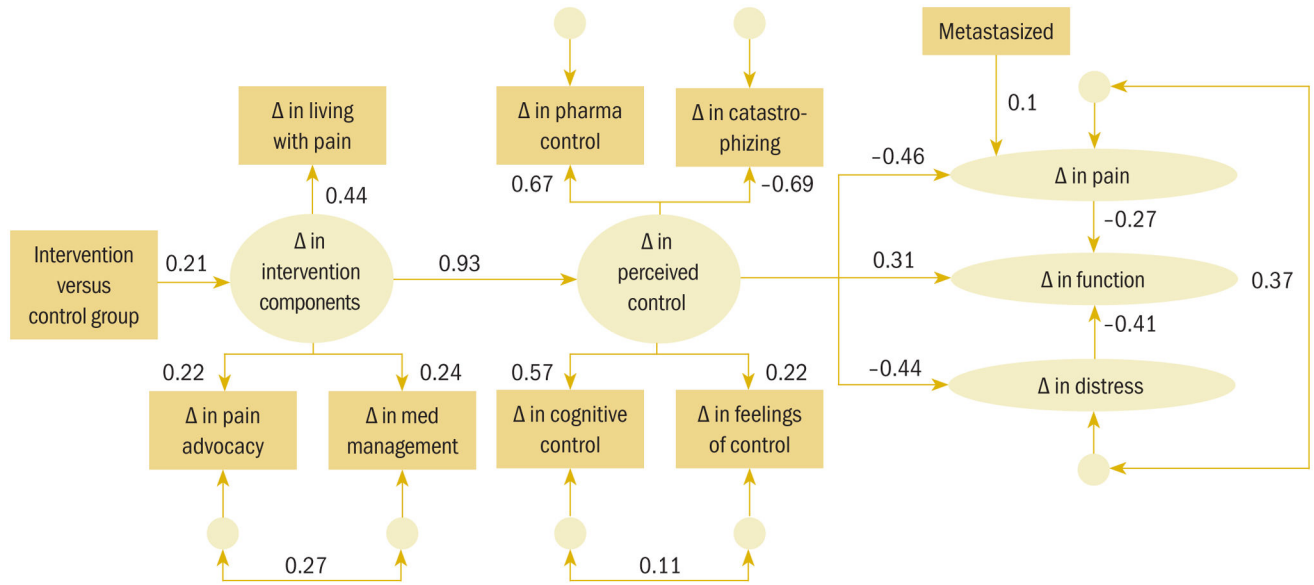 Metastasized
0.1
Δ in living
with pain
0.44
Δ in pharma
control
0.67
Δ in catastro-
phizing
–0.69
Intervention
versus
control group
0.21
Δ in
intervention
components
0.93
Δ in
perceived
control
–0.46
0.31
–0.44
Δ in pain
–0.27
Δ in function
0.37
–0.41
Δ in distress
0.22
0.24
Δ in pain
advocacy
Δ in med
management
0.27
0.57
0.22
Δ in cognitive
control
Δ in feelings
of control
0.11